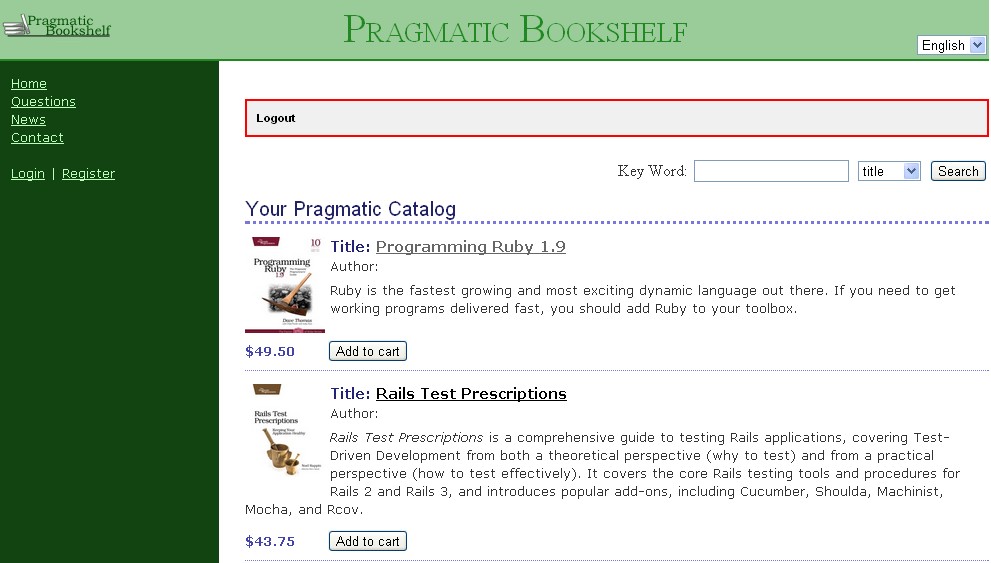 Pragmatic
Bookshelf
PRAGMATIC BOOKSHELF
English
Home
Questions
News
Contact
Login | Register
Logout
Key Word: title Search
Your Pragmatic Catalog
10
Programming
Ruby
1.9
Dave Thomas
Title: Programming Ruby 1.9
Author:
Ruby is the fastest growing and most exciting dynamic language out there. If you need to get
working programs delivered fast, you should add Ruby to your toolbox.
$49.50 Add to cart
Rails Test
Prescriptions
Keeping Your
Application Healthy
Noel Rappin
Title: Rails Test Prescriptions
Author:
Rails Test Prescriptions is a comprehensive guide to testing Rails applications, covering Test-
Driven Development from both a theoretical perspective (why to test) and from a practical
perspective (how to test effectively). It covers the core Rails testing tools and procedures for
Rails 2 and Rails 3, and introduces popular add-ons, including Cucumber, Shoulda, Machinist,
Mocha, and Rcov.
$43.75 Add to cart